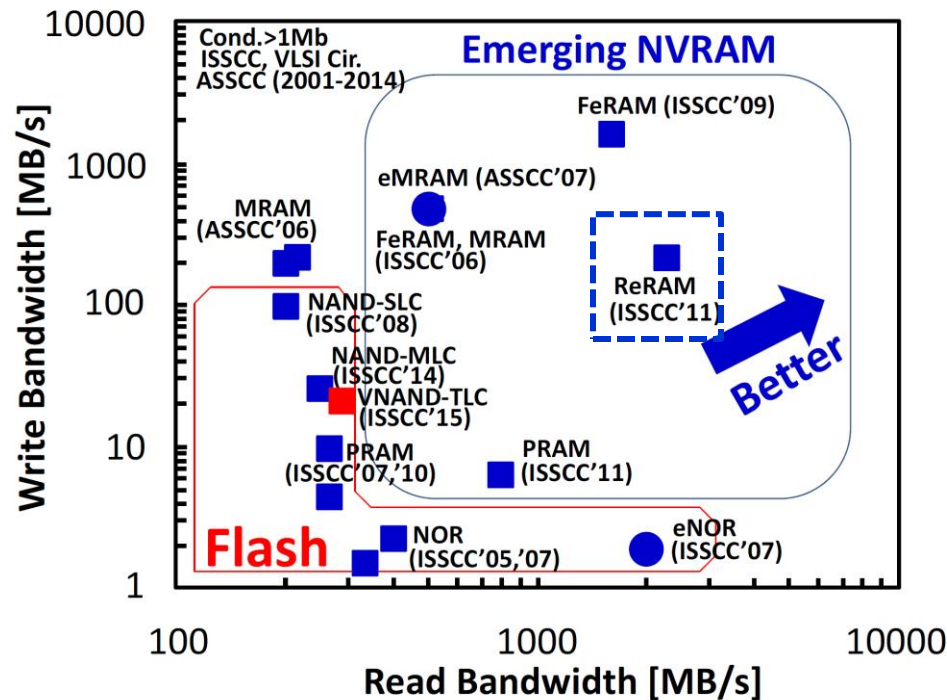 10000
1000
100
10
1
Write Bandwidth [MB/s]
Cond.>1Mb
ISSCC, VLSI Cir.
ASSCC (2001-2014)
Emerging NVRAM
FeRAM (ISSCC’09)
eMRAM (ASSCC’07)
MRAM
(ASSCC’06)
FeRAM, MRAM
(ISSCC’06)
ReRAM
(ISSCC’11)
NAND-SLC
(ISSCC’08)
NAND-MLC
(ISSCC’14)
VNAND-TLC
(ISSCC’15)
Better
PRAM
(ISSCC’07,’10)
PRAM
(ISSCC’11)
Flash
NOR
(ISSCC’05,’07)
eNOR
(ISSCC’07)
100
1000
10000
Read Bandwidth [MB/s]